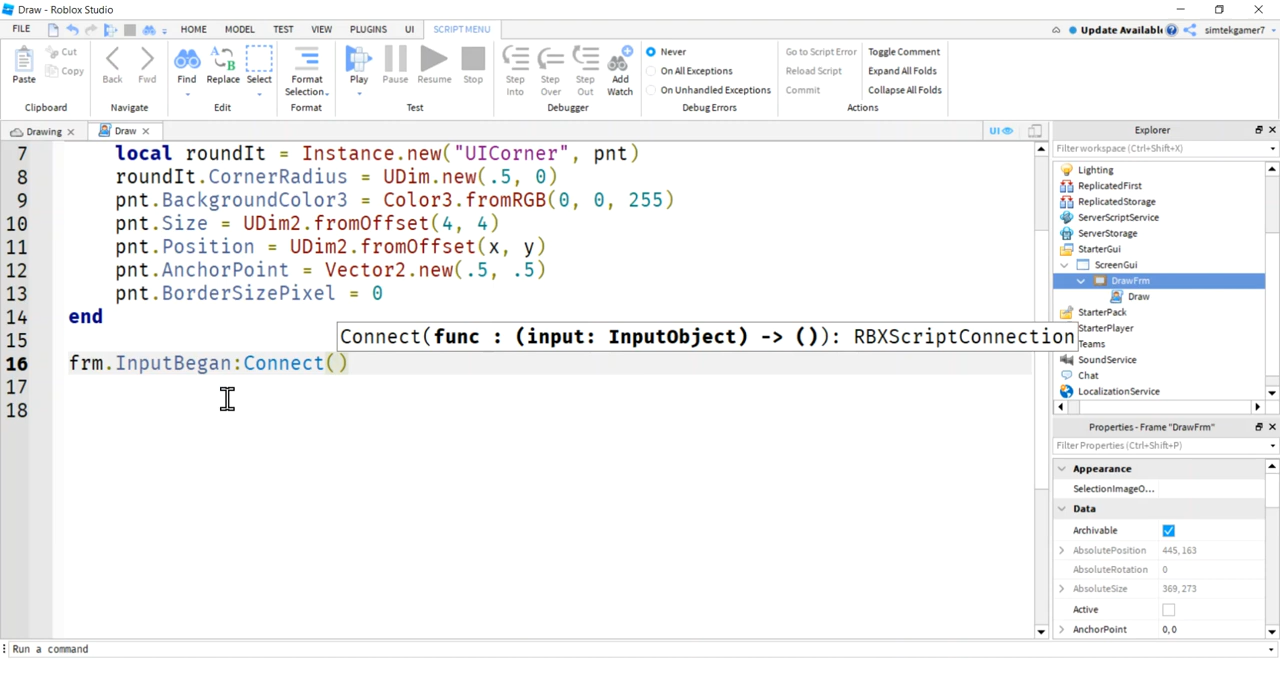 Draw - Roblox Studio
FILE HOME MODEL TEST VIEW PLUGINS UI SCRIPT MENU Update Availabl simtekgamer7
Paste Cut Copy Back Fwd Find Replace Select Format Selection Play Pause Resume Stop Step Into Step Over Step Out Add Watch
Never Go to Script Error Toggle Comment
On All Exceptions Reload Script Expand All Folds
On Unhandled Exceptions Commit Collapse All Folds
Clipboard Navigate Edit Format Test Debugger Debug Errors Actions
Drawing Draw UI
7 local roundIt = Instance.new("UICorner", pnt)
8 roundIt.CornerRadius = UDim.new(.5, 0)
9 pnt.BackgroundColor3 = Color3.fromRGB(0, 0, 255)
10 pnt.Size = UDim2.fromOffset(4, 4)
11 pnt.Position = UDim2.fromOffset(x, y)
12 pnt.AnchorPoint = Vector2.new(.5, .5)
13 pnt.BorderSizePixel = 0
14 end
15
Connect(func : (input: InputObject) -> ()): RBXScriptConnection
16 frm.InputBegan:Connect()
17
18
Explorer
Filter workspace (Ctrl+Shift+X)
Lighting
ReplicatedFirst
ReplicatedStorage
ServerScriptService
ServerStorage
StarterGui
ScreenGui
DrawFrm
Draw
StarterPack
StarterPlayer
Teams
SoundService
Chat
LocalizationService
Properties - Frame "DrawFrm"
Filter Properties (Ctrl+Shift+P)
Appearance
SelectionImageO...
Data
Archivable
AbsolutePosition 445, 163
AbsoluteRotation 0
AbsoluteSize 369, 273
Active
AnchorPoint 0, 0
Run a command